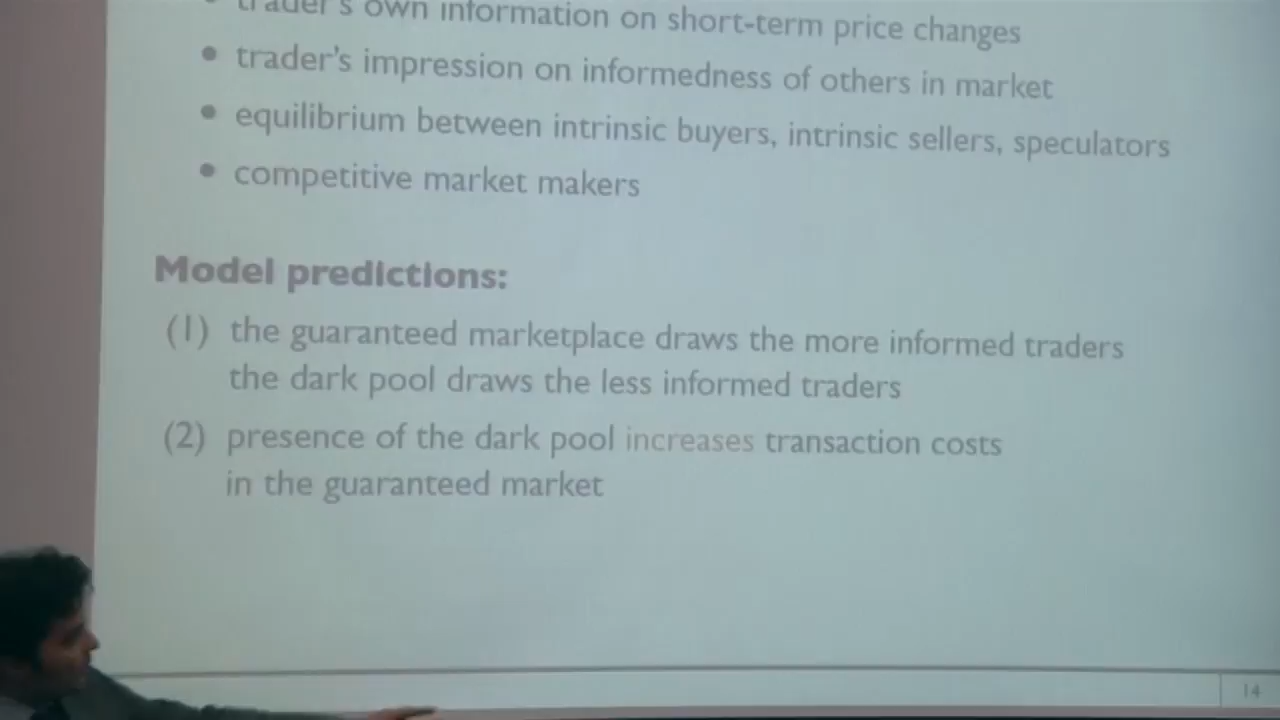 trader's own information on short-term price changes
• trader's impression on informedness of others in market
• equilibrium between intrinsic buyers, intrinsic sellers, speculators
• competitive market makers
Model predictions:
(1) the guaranteed marketplace draws the more informed traders
the dark pool draws the less informed traders
(2) presence of the dark pool increases transaction costs
in the guaranteed market
14